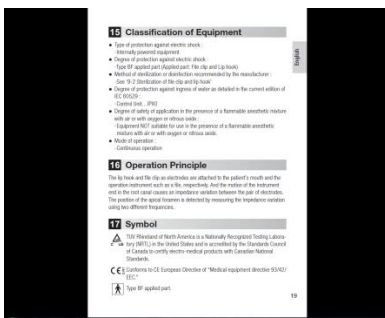 15 Classification of Equipment
● Type of protection against electric shock :
-Internally powered equipment
● Degree of protection against electric shock :
-Type BF applied part (Applied part: File clip and Lip hook)
● Method of sterilization or disinfection recommended by the manufacturer :
-See '9-2 Sterilization of file clip and lip hook'
● Degree of protection against ingress of water as detailed in the current edition of
IEC 60529 :
-Control Unit…IPX0
● Degree of safety of application in the presence of a flammable anesthetic mixture
with air or with oxygen or nitrous oxide :
-Equipment NOT suitable for use in the presence of a flammable anesthetic
mixture with air or with oxygen or nitrous oxide.
● Mode of operation :
-Continuous operation
English
16 Operation Principle
The lip hook and file clip as electrodes are attached to the patient's mouth and the
operation instrument such as a file, respectively. And the motion of the instrument
end in the root canal causes an impedance variation between the pair of electrodes.
The position of the apical foramen is detected by measuring the impedance variation
using two different frequencies.
17 Symbol
TUV Rhineland of North America is a Nationally Recognized Testing Labora-
tory (NRTL) in the United States and is accredited by the Standards Council
of Canada to certify electro-medical products with Canadian National
Standards.
Conforms to CE European Directive of "Medical equipment directive 93/42/
EEC."
Type BF applied part.
19